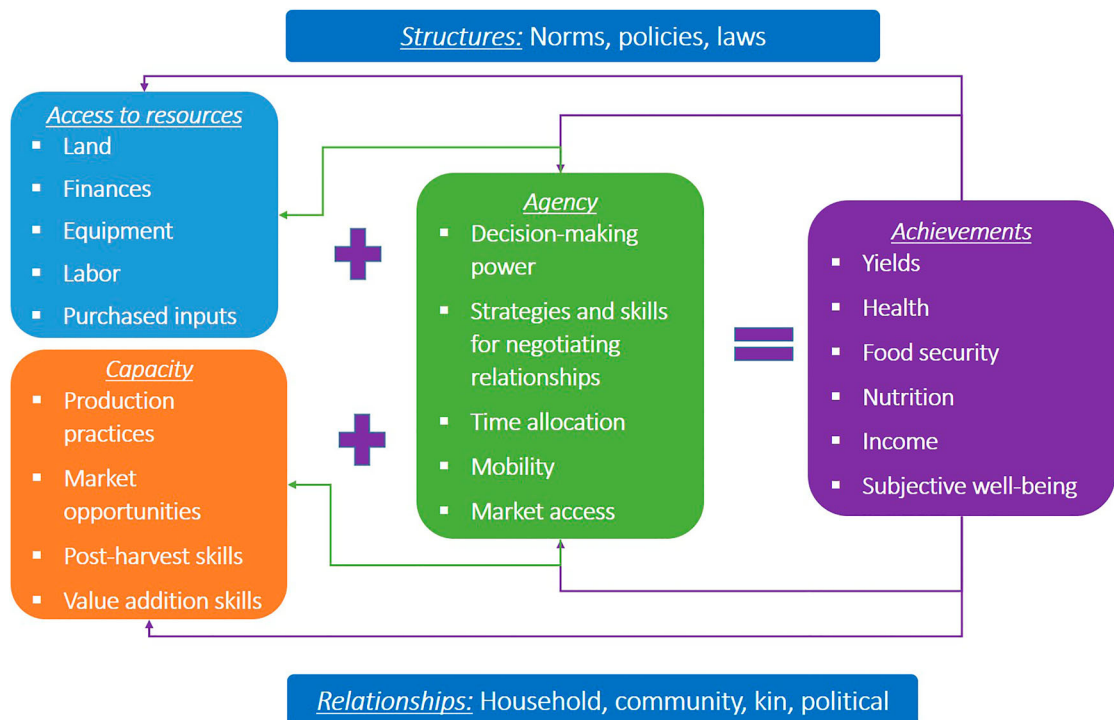 Structures: Norms, policies, laws
Access to resources
▪ Land
▪ Finances
▪ Equipment
▪ Labor
▪ Purchased inputs
Capacity
▪ Production
practices
▪ Market
opportunities
▪ Post-harvest skills
▪ Value addition skills
Agency
▪ Decision-making
power
▪ Strategies and skills
for negotiating
relationships
▪ Time allocation
▪ Mobility
▪ Market access
Achievements
▪ Yields
▪ Health
▪ Food security
▪ Nutrition
▪ Income
▪ Subjective well-being
Relationships: Household, community, kin, political